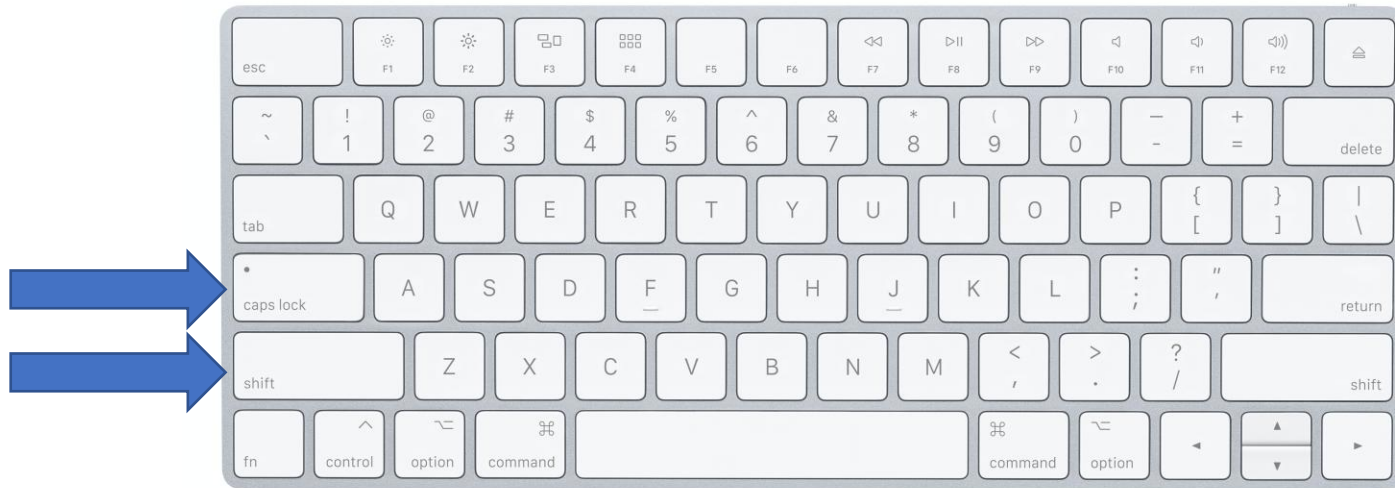 esc F1 F2 F3 F4 F5 F6 F7 F8 F9 F10 F11 F12
~ ! @ # $ % ^ & * ( ) — +
` 1 2 3 4 5 6 7 8 9 0 - = delete
tab Q W E R T Y U I O P { } |
[ ] \
caps lock A S D F G H J K L : "
; ' return
shift Z X C V B N M < > ? shift
, . /
fn control option command command option